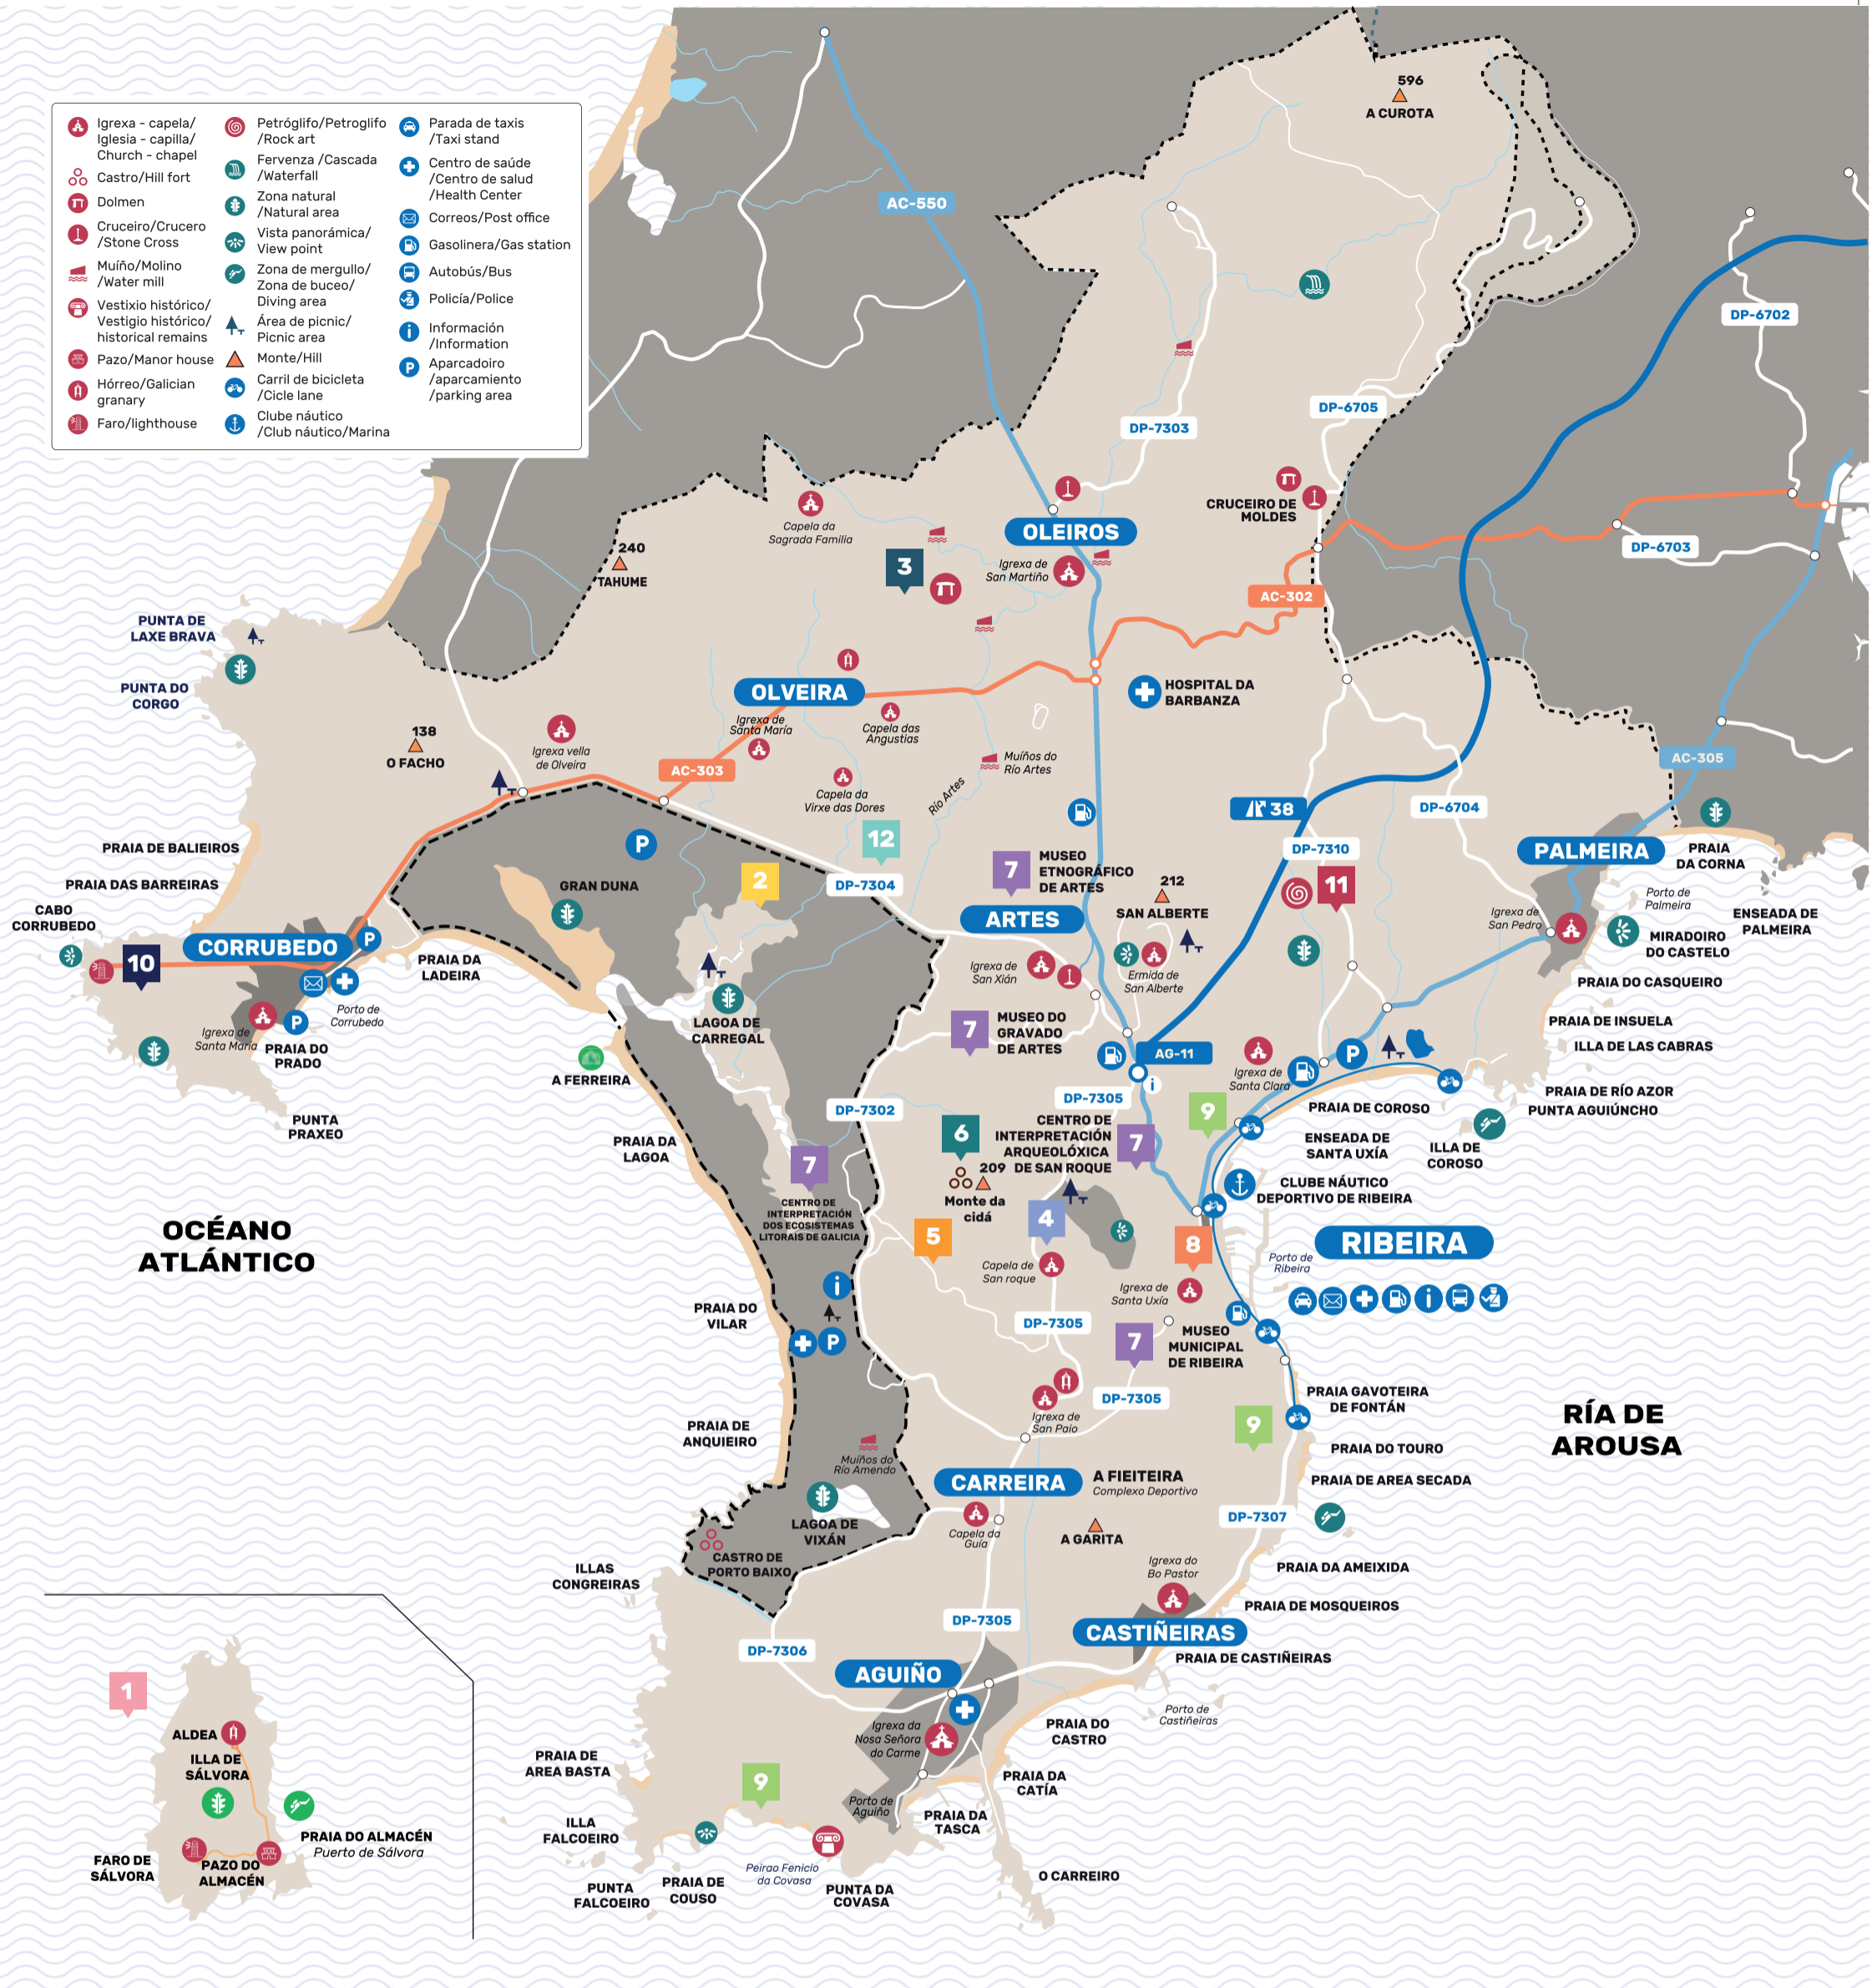 Igrexa - capela/
Iglesia - capilla/
Church - chapel
Castro/Hill fort
Dolmen
Cruceiro/Crucero
/Stone Cross
Muíño/Molino
/Water mill
Vestixio histórico/
Vestigio histórico/
historical remains
Pazo/Manor house
Hórreo/Galician
granary
Faro/lighthouse
Petróglifo/Petroglifo
/Rock art
Fervenza /Cascada
/Waterfall
Zona natural
/Natural area
Vista panorámica/
View point
Zona de mergullo/
Zona de buceo/
Diving area
Área de picnic/
Picnic area
Monte/Hill
Carril de bicicleta
/Cicle lane
Clube náutico
/Club náutico/Marina
Parada de taxis
/Taxi stand
Centro de saúde
/Centro de salud
/Health Center
Correos/Post office
Gasolinera/Gas station
Autobús/Bus
Policía/Police
Información
/Information
P
Aparcadoiro
/aparcamiento
/parking area
596
A CUROTA
AC-550
DP-6702
DP-6705
DP-7303
CRUCEIRO DE
MOLDES
DP-6703
Capela da
Sagrada Familia
OLEIROS
3
Igrexa de
San Martiño
240
TAHUME
AC-302
PUNTA DE
LAXE BRAVA
PUNTA DO
CORGO
OLVEIRA
HOSPITAL DA
BARBANZA
Igrexa de
Santa María
Capela das
Angustias
138
O FACHO
Igrexa vella
de Olveira
AC-303
Muíños do
Río Artes
Capela da
Virxe das Dores
Río Artes
AC-305
38
DP-6704
12
P
DP-7310
PALMEIRA
PRAIA
DA CORNA
PRAIA DE BALIEIROS
PRAIA DAS BARREIRAS
GRAN DUNA
2
DP-7304
7
MUSEO
ETNOGRÁFICO
DE ARTES
212
SAN ALBERTE
11
Porto de
Palmeira
CABO
CORRUBEDO
ARTES
Igrexa de
San Pedro
ENSEADA DE
PALMEIRA
MIRADOIRO
DO CASTELO
CORRUBEDO
P
10
PRAIA DA
LADEIRA
Igrexa de
San Xián
Ermida de
San Alberte
PRAIA DO CASQUEIRO
LAGOA DE
CARREGAL
7
MUSEO DO
GRAVADO
DE ARTES
Porto de
Corrubedo
P
Igrexa de
Santa María
PRAIA DO
PRADO
PRAIA DE INSUELA
ILLA DE LAS CABRAS
AG-11
Igrexa de
Santa Clara
P
A FERREIRA
PRAIA DE RÍO AZOR
PUNTA AGUIÚNCHO
DP-7302
DP-7305
9
PRAIA DE COROSO
PUNTA
PRAXEO
PRAIA DA
LAGOA
6
CENTRO DE
INTERPRETACIÓN
ARQUEOLÓXICA
DE SAN ROQUE
7
ENSEADA DE
SANTA UXÍA
ILLA DE
COROSO
7
CENTRO DE
INTERPRETACIÓN
DOS ECOSISTEMAS
LITORAIS DE GALICIA
209
Monte da
cidá
CLUBE NÁUTICO
DEPORTIVO DE RIBEIRA
OCÉANO
ATLÁNTICO
5
4
8
RIBEIRA
Porto de
Ribeira
Capela de
San roque
Igrexa de
Santa Uxía
PRAIA DO
VILAR
P
DP-7305
7
MUSEO
MUNICIPAL
DE RIBEIRA
DP-7305
PRAIA GAVOTEIRA
DE FONTÁN
RÍA DE
AROUSA
PRAIA DE
ANQUIEIRO
Igrexa de
San Paio
9
PRAIA DO TOURO
Muíños do
Río Amendo
CARREIRA
A FIEITEIRA
Complexo Deportivo
PRAIA DE AREA SECADA
LAGOA DE
VIXÁN
Capela da
Guía
A GARITA
DP-7307
CASTRO DE
PORTO BAIXO
ILLAS
CONGREIRAS
Igrexa do
Bo Pastor
PRAIA DA AMEIXIDA
PRAIA DE MOSQUEIROS
DP-7305
CASTIÑEIRAS
DP-7306
PRAIA DE CASTIÑEIRAS
AGUIÑO
Porto de
Castiñeiras
Igrexa da
Nosa Señora
do Carme
PRAIA DO
CASTRO
PRAIA DE
AREA BASTA
9
PRAIA DA
CATÍA
Porto de
Aguiño
PRAIA DA
TASCA
ILLA
FALCOEIRO
Peirao Fenicio
da Covasa
PUNTA
FALCOEIRO
PRAIA DE
COUSO
PUNTA DA
COVASA
O CARREIRO
1
ALDEA
ILLA DE
SÁLVORA
PRAIA DO ALMACÉN
Puerto de Sálvora
FARO DE
SÁLVORA
PAZO DO
ALMACÉN